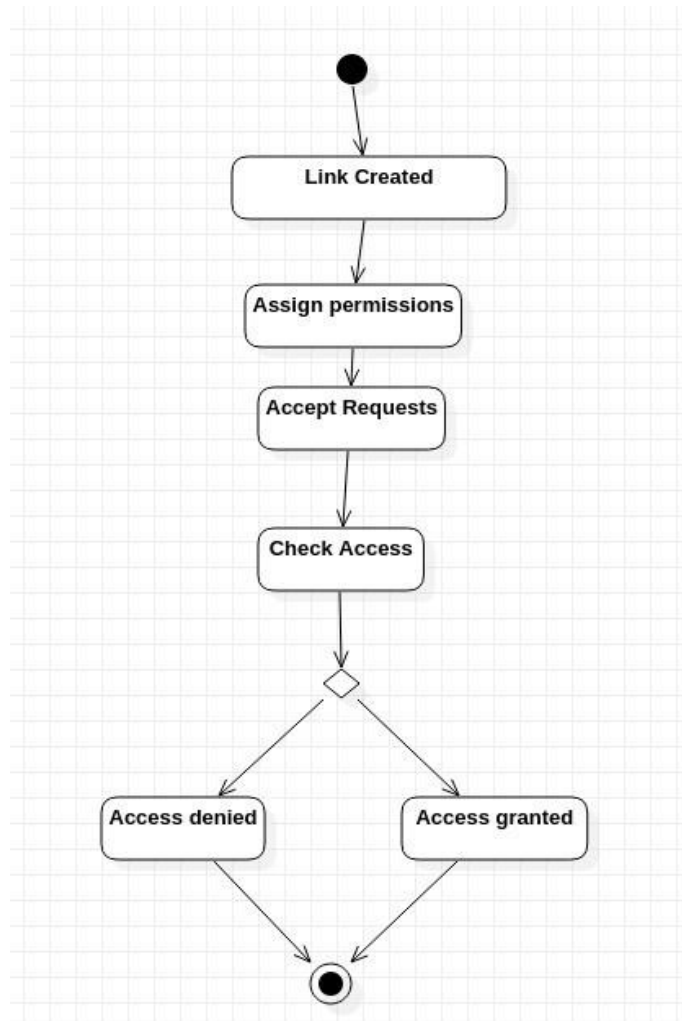 Link Created
Assign permissions
Accept Requests
Check Access
Access denied
Access granted